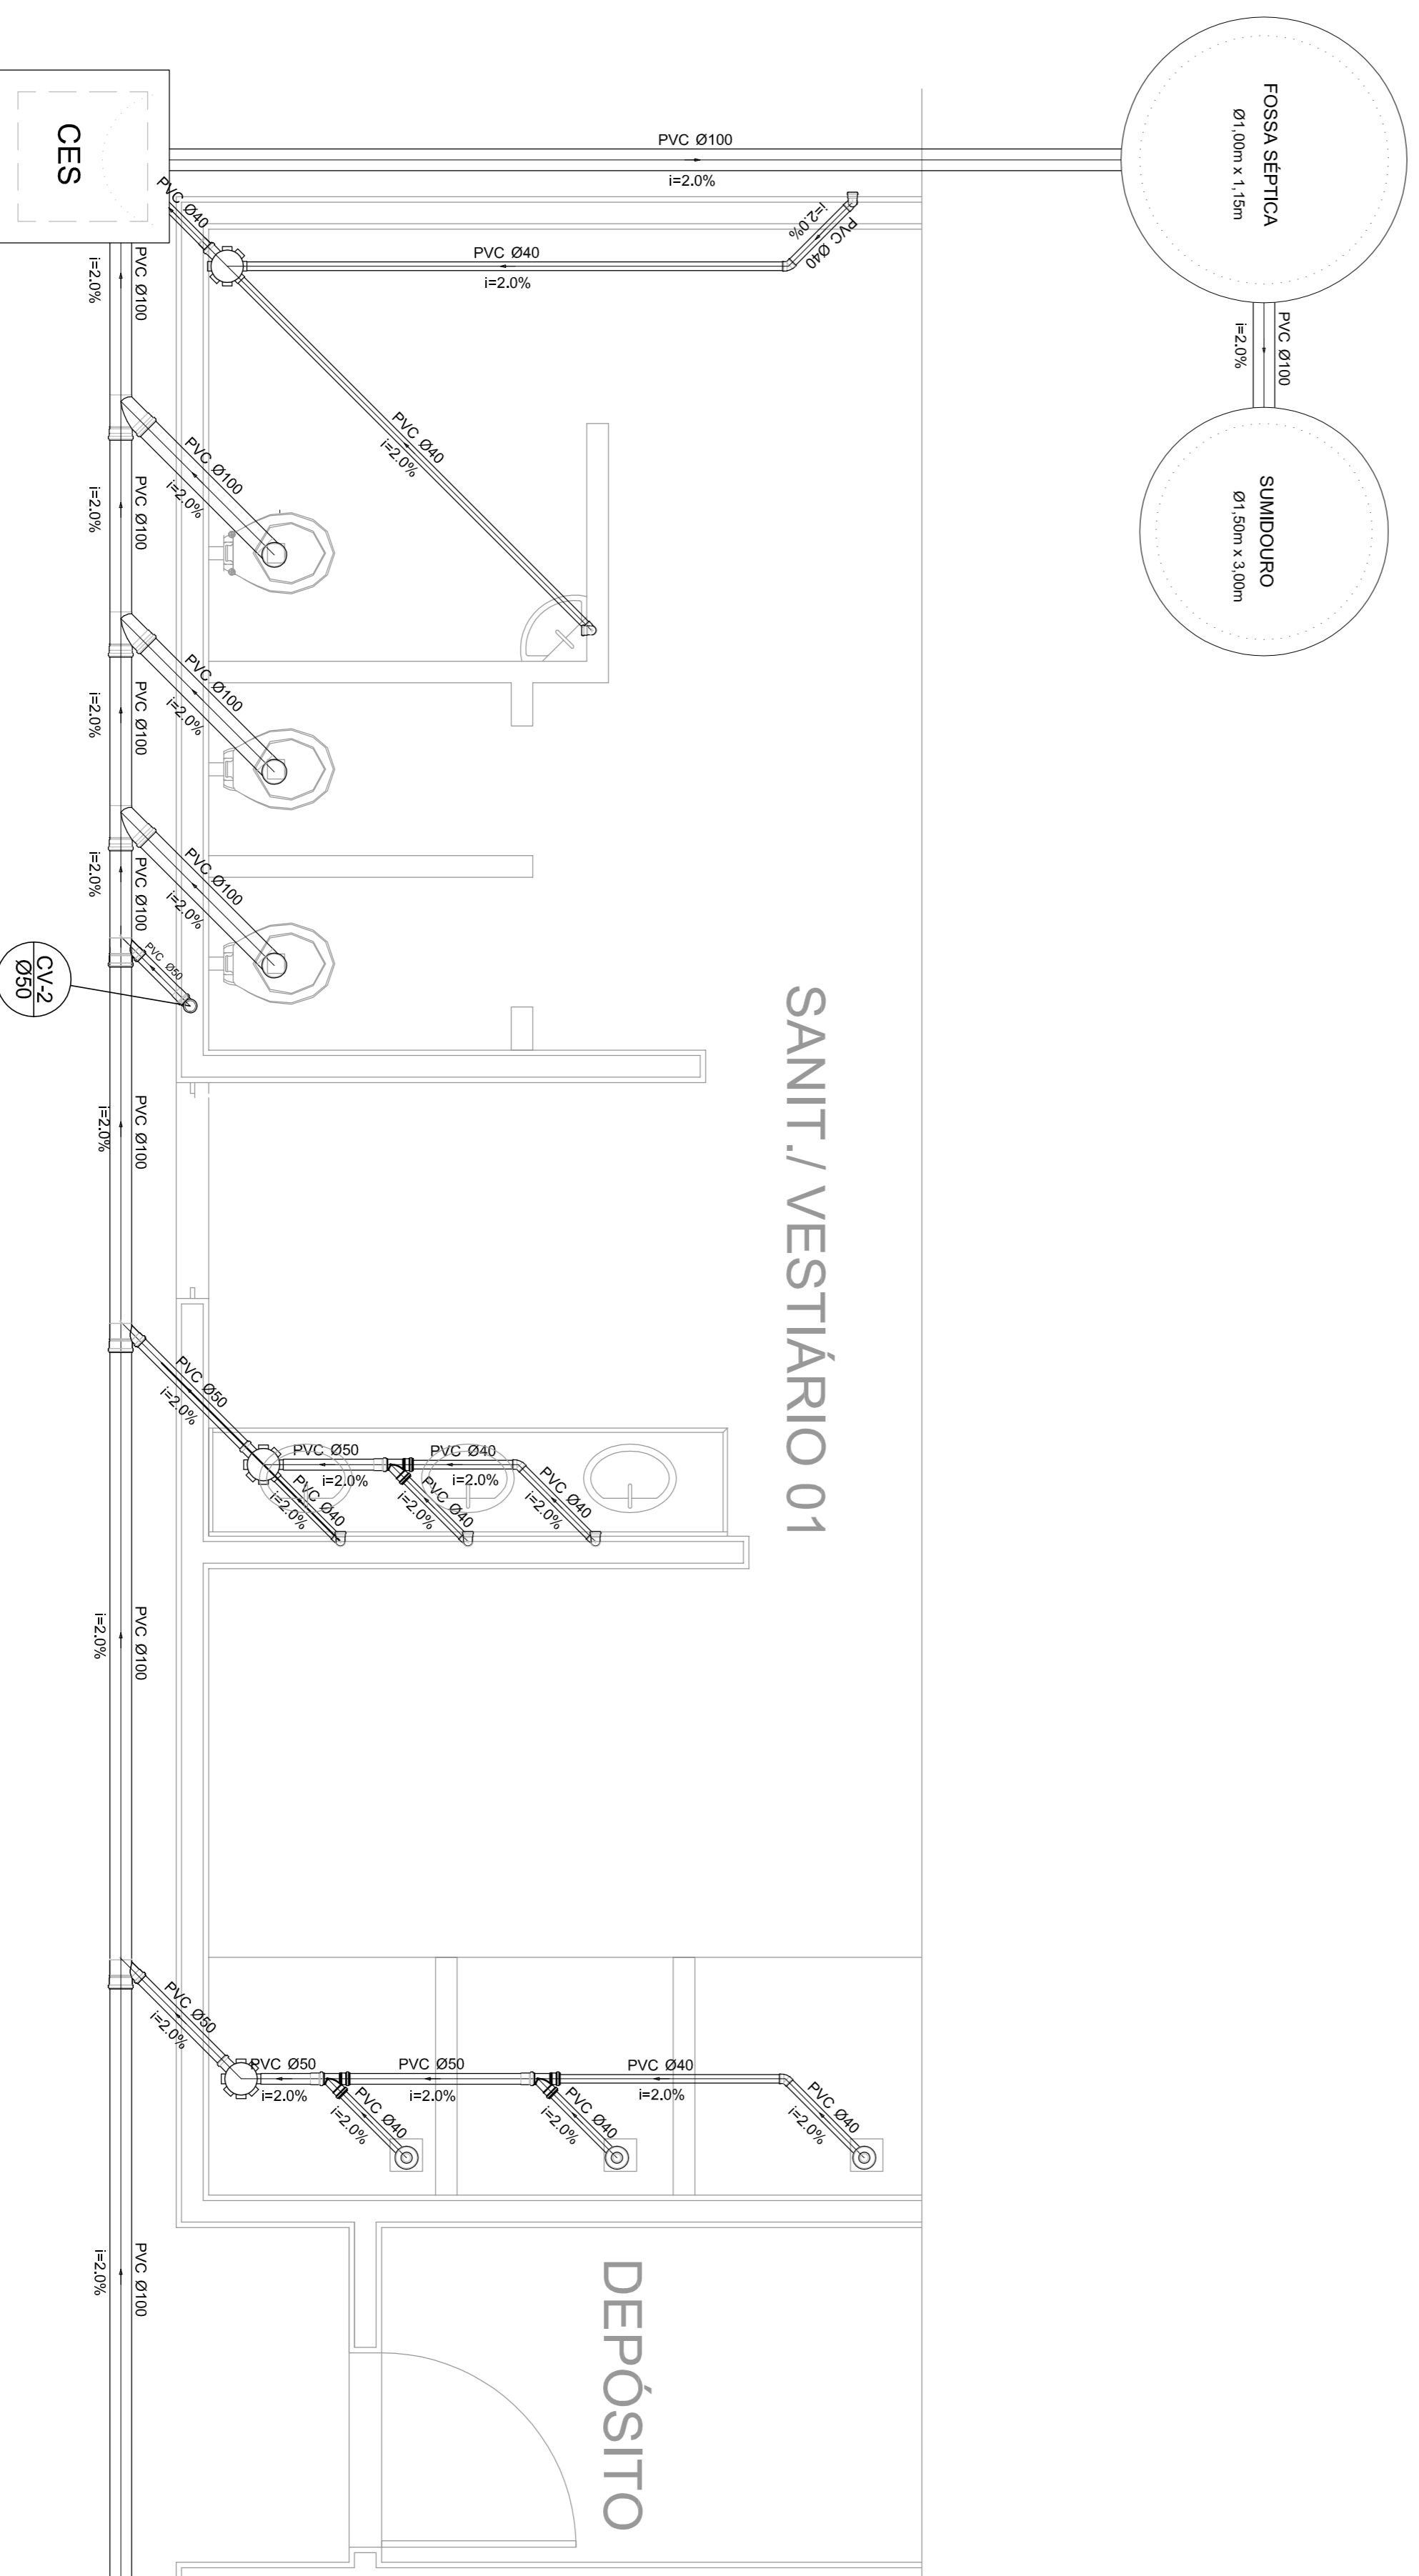 FOSSA SÉPTICA
Ø1,00m x 1,15m
PVC Ø100
i=2.0%
SUMIDOURO
Ø1,50m x 3,00m
PVC Ø100
i=2.0%
CES
PVC Ø40
PVC Ø40
i=2.0%
PVC Ø40
i=2.0%
PVC Ø40
i=2.0%
PVC Ø100
i=2.0%
PVC Ø100
i=2.0%
PVC Ø100
i=2.0%
PVC Ø100
i=2.0%
PVC Ø100
i=2.0%
PVC Ø100
i=2.0%
PVC Ø100
i=2.0%
PVC Ø50
CV-2
Ø50
SANIT./ VESTIÁRIO 01
PVC Ø100
i=2.0%
PVC Ø50
i=2.0%
PVC Ø50
i=2.0%
PVC Ø40
i=2.0%
PVC Ø40
i=2.0%
PVC Ø40
i=2.0%
PVC Ø40
i=2.0%
PVC Ø100
i=2.0%
PVC Ø50
i=2.0%
PVC Ø50
i=2.0%
PVC Ø50
i=2.0%
PVC Ø40
i=2.0%
PVC Ø40
i=2.0%
PVC Ø40
i=2.0%
PVC Ø40
i=2.0%
PVC Ø100
i=2.0%
DEPÓSITO